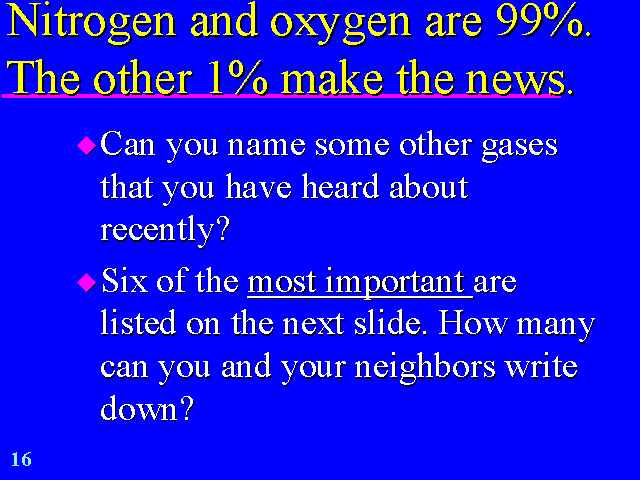 Nitrogen and oxygen are 99%.
The other 1% make the news.
Can you name some other gases
that you have heard about
recently?
Six of the most important are
listed on the next slide. How many
can you and your neighbors write
down?
16